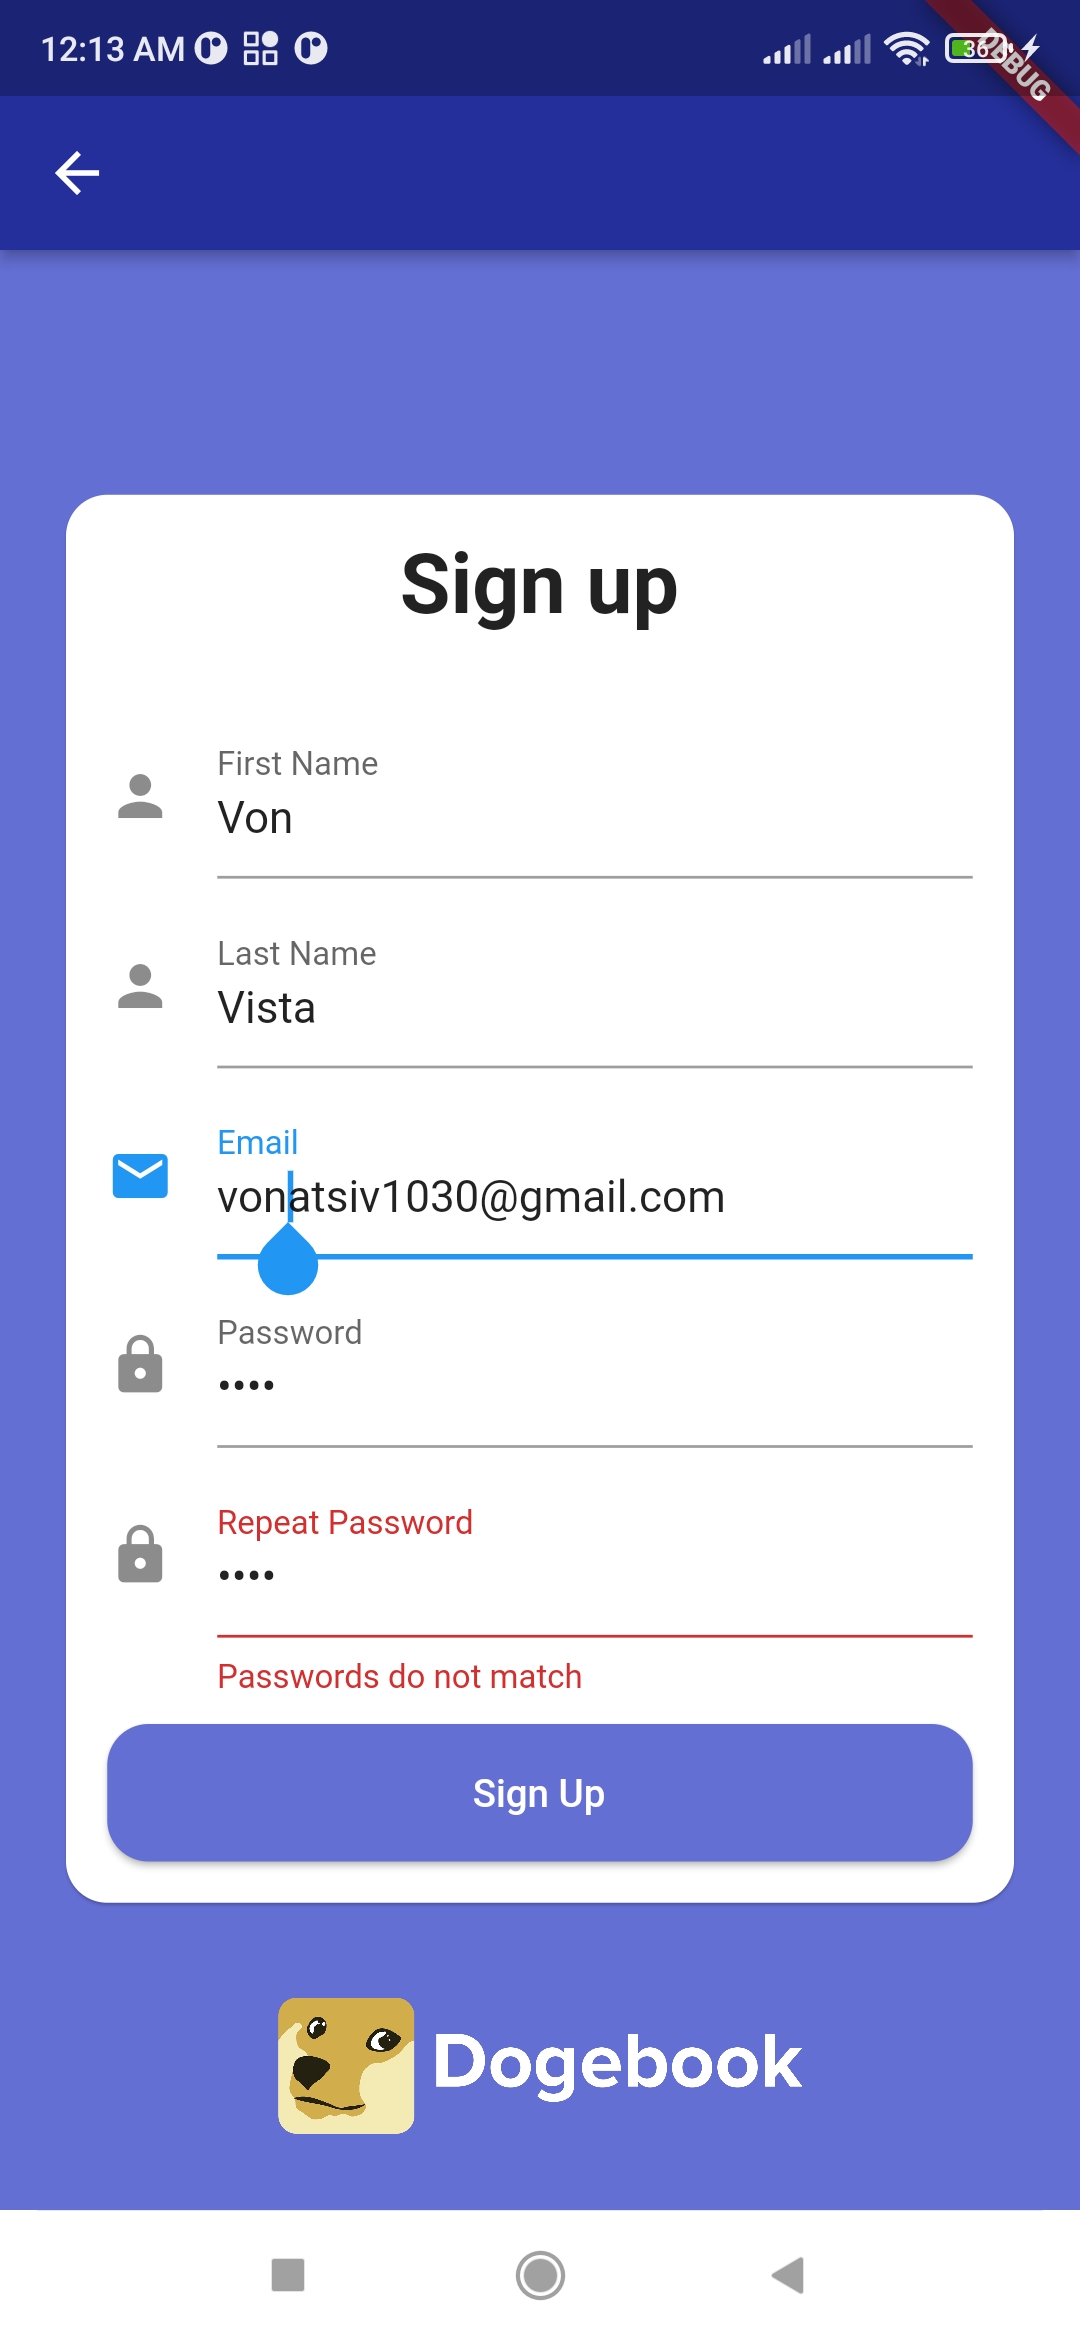 12:13 AM
36
DEBUG
Sign up
First Name
Von
Last Name
Vista
Email
vonatsiv1030@gmail.com
Password
••••
Repeat Password
••••
Passwords do not match
Sign Up
Dogebook